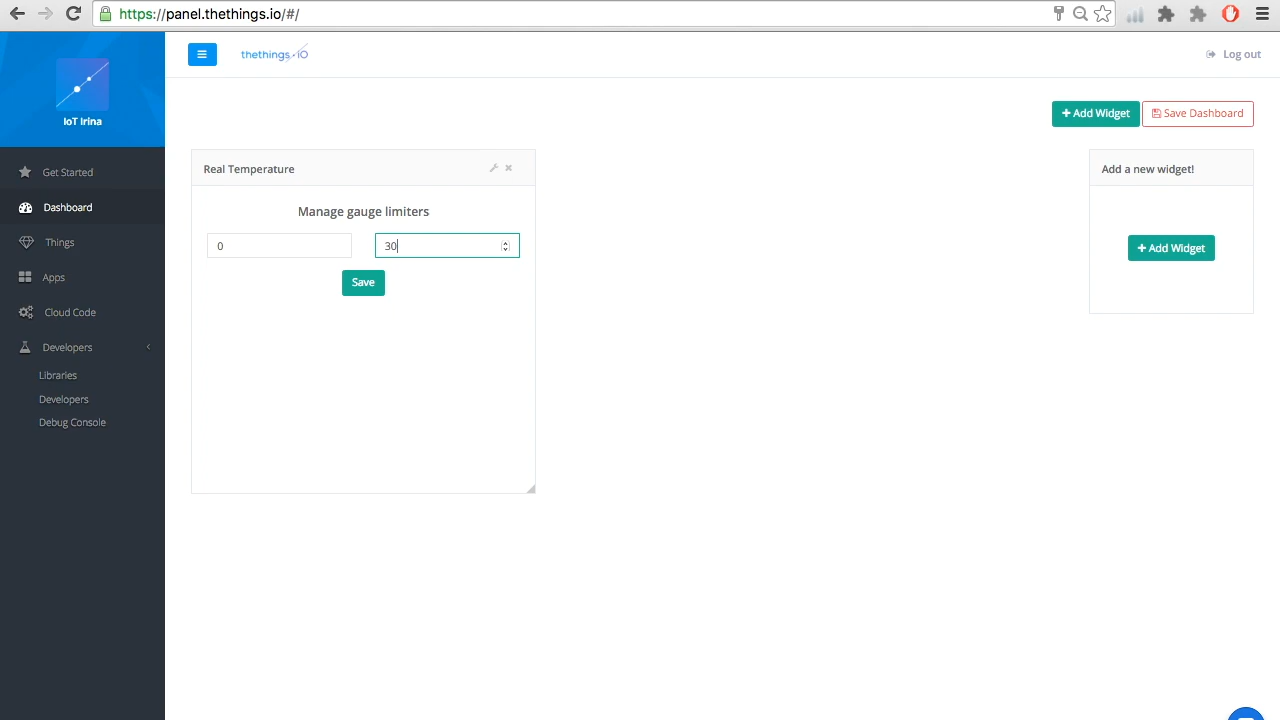 https://panel.thethings.io/#/
IoT Irina
thethings.iO
Log out
Get Started
Dashboard
Things
Apps
Cloud Code
Developers
Libraries
Developers
Debug Console
Add Widget
Save Dashboard
Real Temperature
Manage gauge limiters
0
30
Save
Add a new widget!
Add Widget